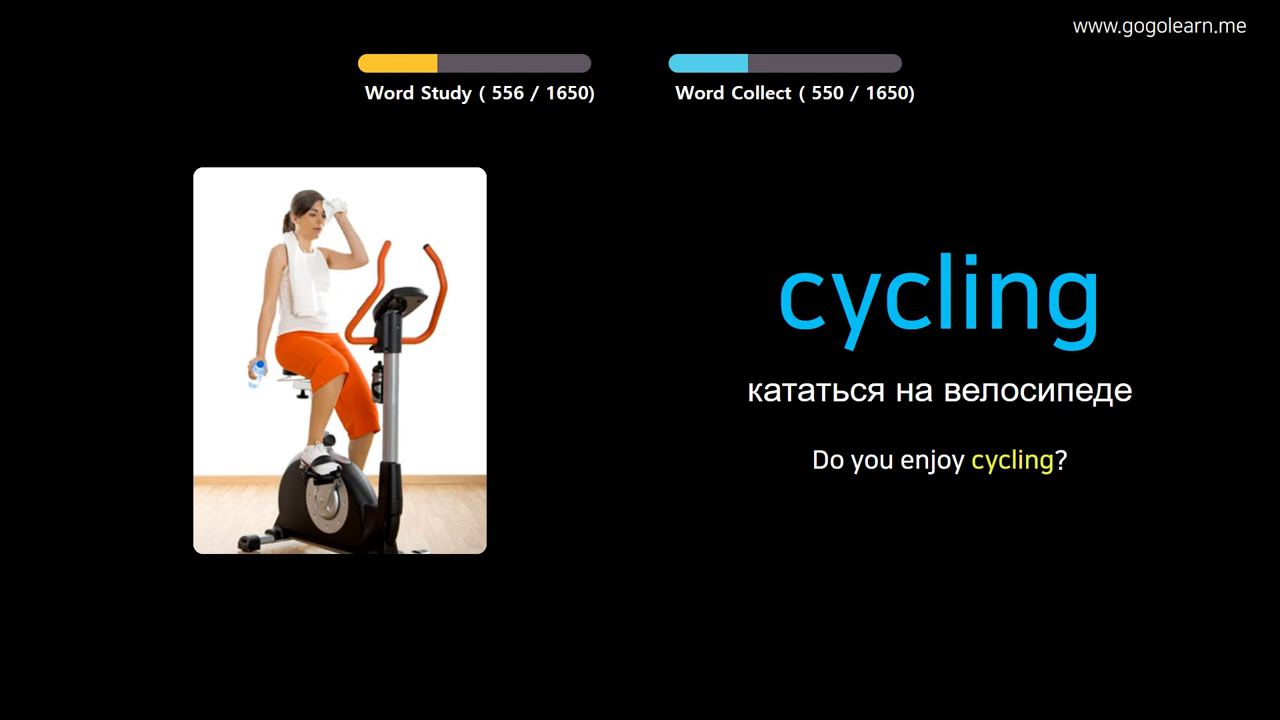 www.gogolearn.me
Word Study ( 556 / 1650)
Word Collect ( 550 / 1650)
cycling
кататься на велосипеде
Do you enjoy cycling?